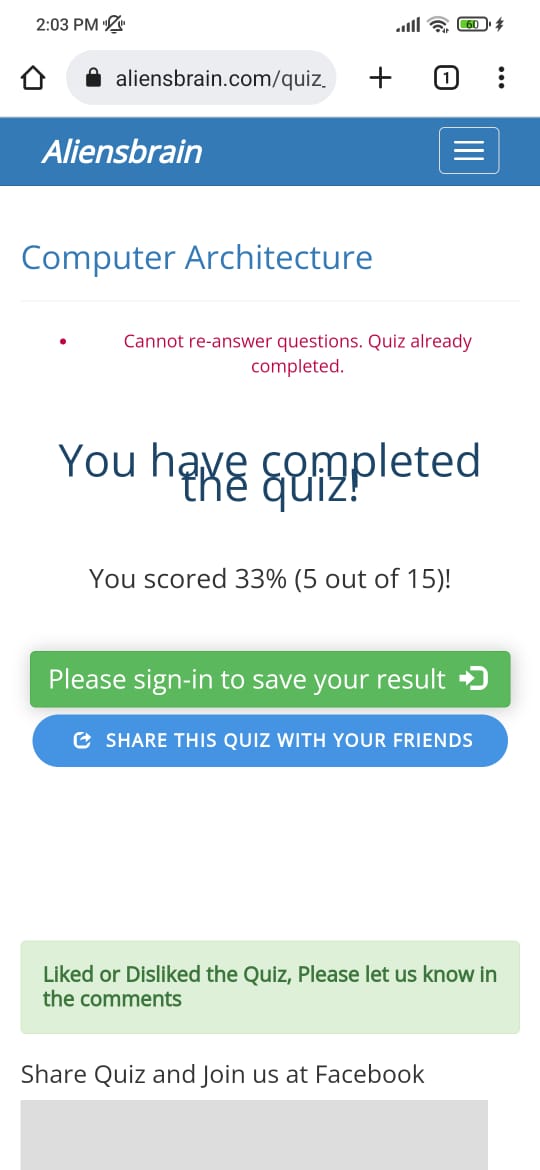 2:03 PM
60
aliensbrain.com/quiz
1
Aliensbrain
Computer Architecture
Cannot re-answer questions. Quiz already
completed.
You have completed
the quiz!
You scored 33% (5 out of 15)!
Please sign-in to save your result
SHARE THIS QUIZ WITH YOUR FRIENDS
Liked or Disliked the Quiz, Please let us know in
the comments
Share Quiz and Join us at Facebook